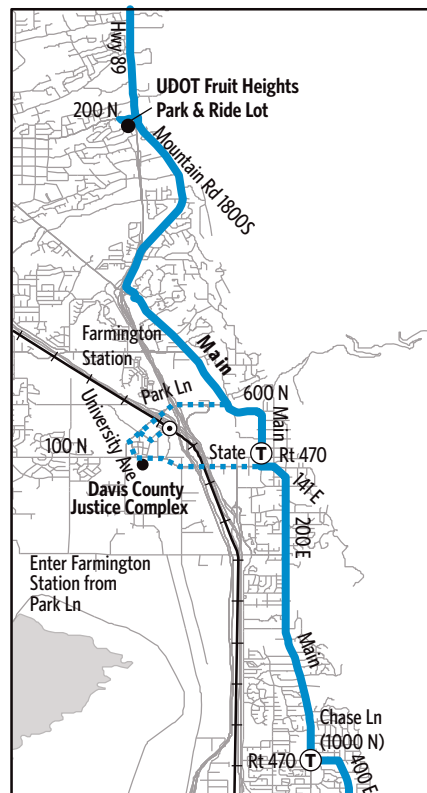 Hwy 89
UDOT Fruit Heights
Park & Ride Lot
200 N
Mountain Rd 1800S
Farmington
Station
Main
Park Ln
600 N
University Ave
Main
100 N
State
T
Rt 470
141 E
Davis County
Justice Complex
200 E
Enter Farmington
Station from
Park Ln
Main
Chase Ln
(1000 N)
Rt 470
T
400 E